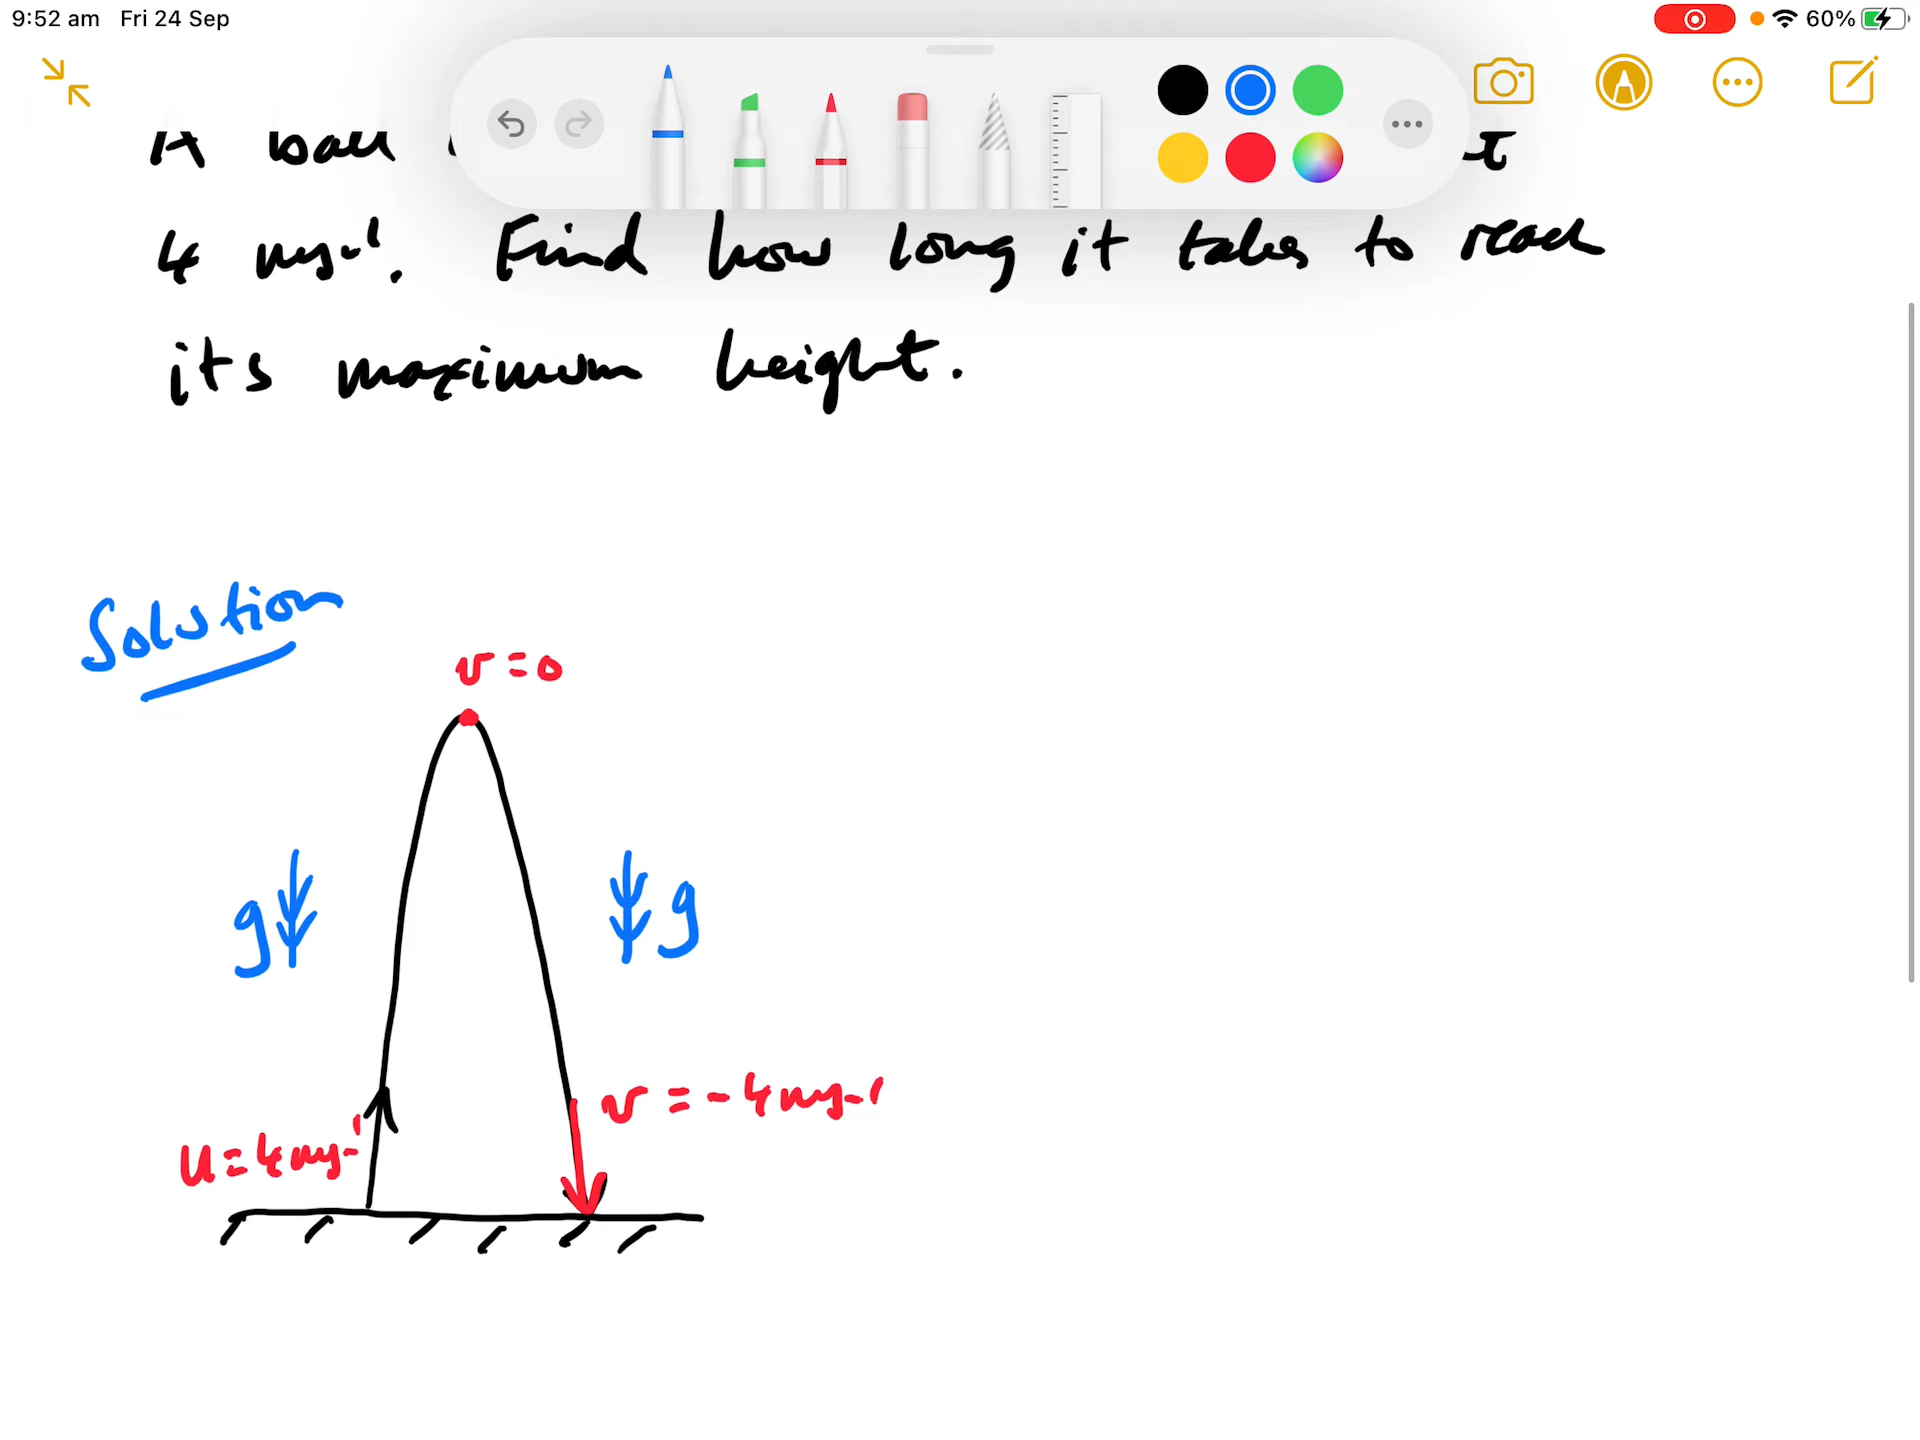 9:52 am Fri 24 Sep 60%
A ball
4 ms⁻¹. Find how long it takes to reach
its maximum height.
Solution
v=0
g g
v = -4ms⁻¹
u=4ms⁻¹